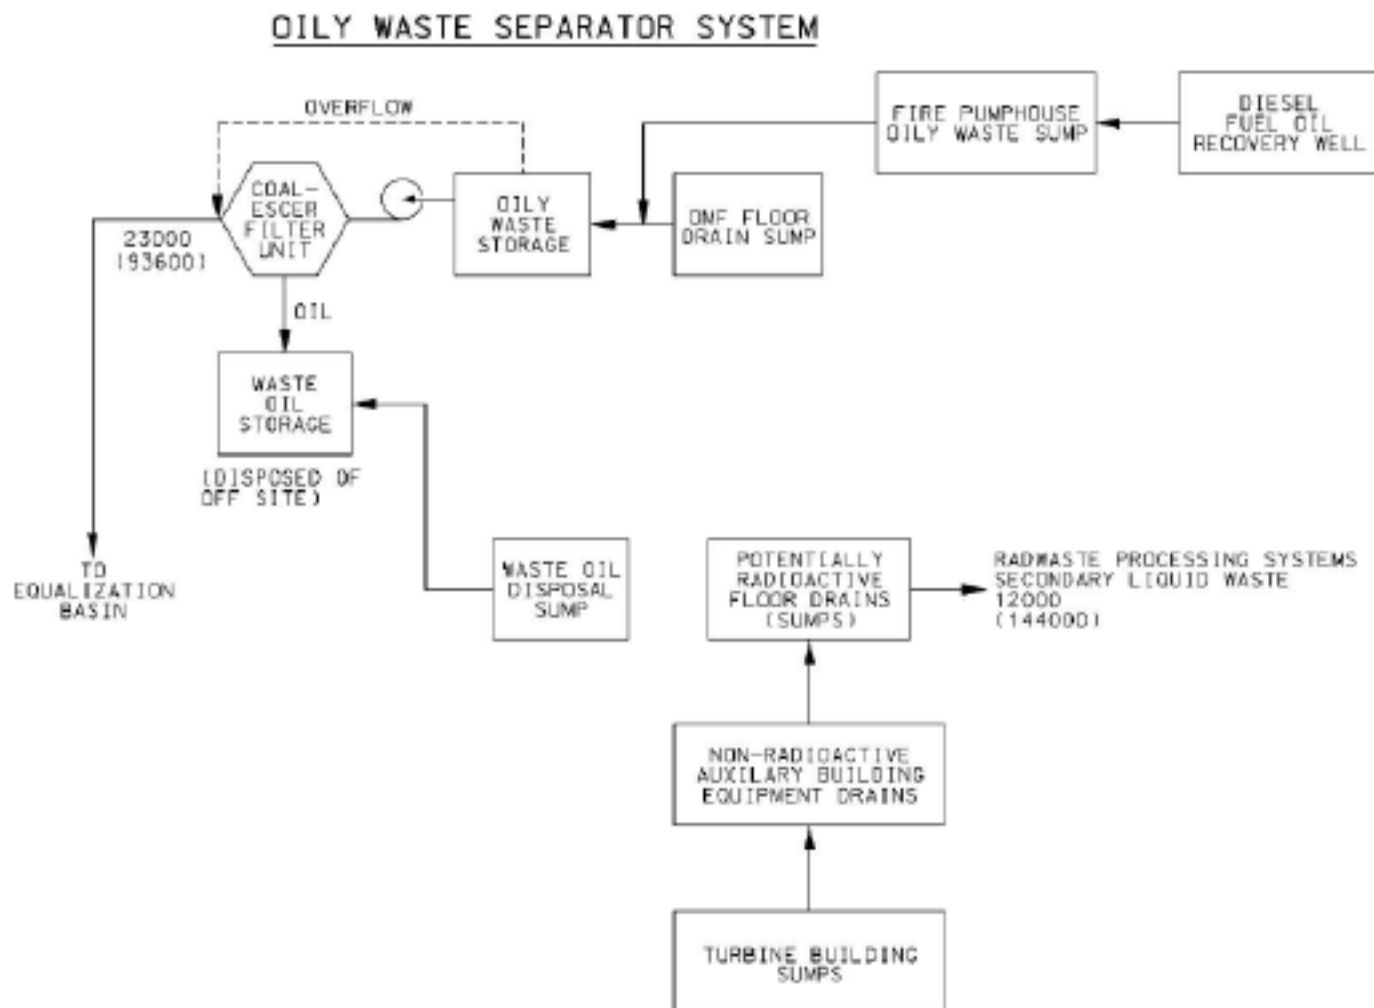 OILY WASTE SEPARATOR SYSTEM
OVERFLOW
FIRE PUMPHOUSE
OILY WASTE SUMP
DIESEL
FUEL OIL
RECOVERY WELL
COAL-
ESCER
FILTER
UNIT
OILY
WASTE
STORAGE
OMF FLOOR
DRAIN SUMP
23000
(93600)
OIL
WASTE
OIL
STORAGE
(DISPOSED OF
OFF SITE)
TO
EQUALIZATION
BASIN
WASTE OIL
DISPOSAL
SUMP
POTENTIALLY
RADIOACTIVE
FLOOR DRAINS
(SUMPS)
RADWASTE PROCESSING SYSTEMS
SECONDARY LIQUID WASTE
12000
(14400)
NON-RADIOACTIVE
AUXILARY BUILDING
EQUIPMENT DRAINS
TURBINE BUILDING
SUMPS